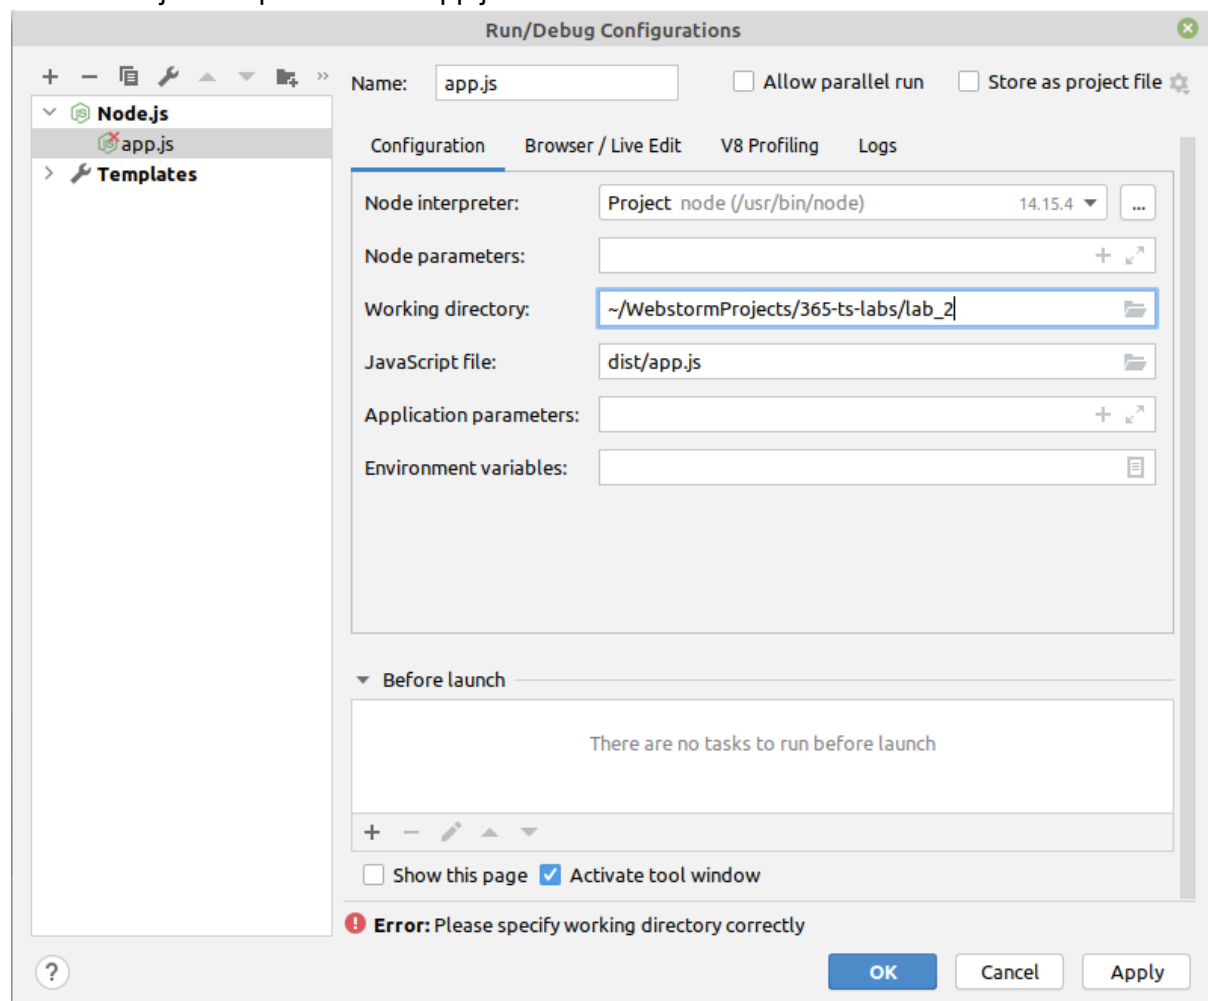 Run/Debug Configurations
Name: app.js Allow parallel run Store as project file
Node.js
app.js
Templates
Configuration Browser / Live Edit V8 Profiling Logs
Node interpreter: Project node (/usr/bin/node) 14.15.4 ...
Node parameters:
Working directory: ~/WebstormProjects/365-ts-labs/lab_2
JavaScript file: dist/app.js
Application parameters:
Environment variables:
Before launch
There are no tasks to run before launch
Show this page Activate tool window
Error: Please specify working directory correctly
? OK Cancel Apply